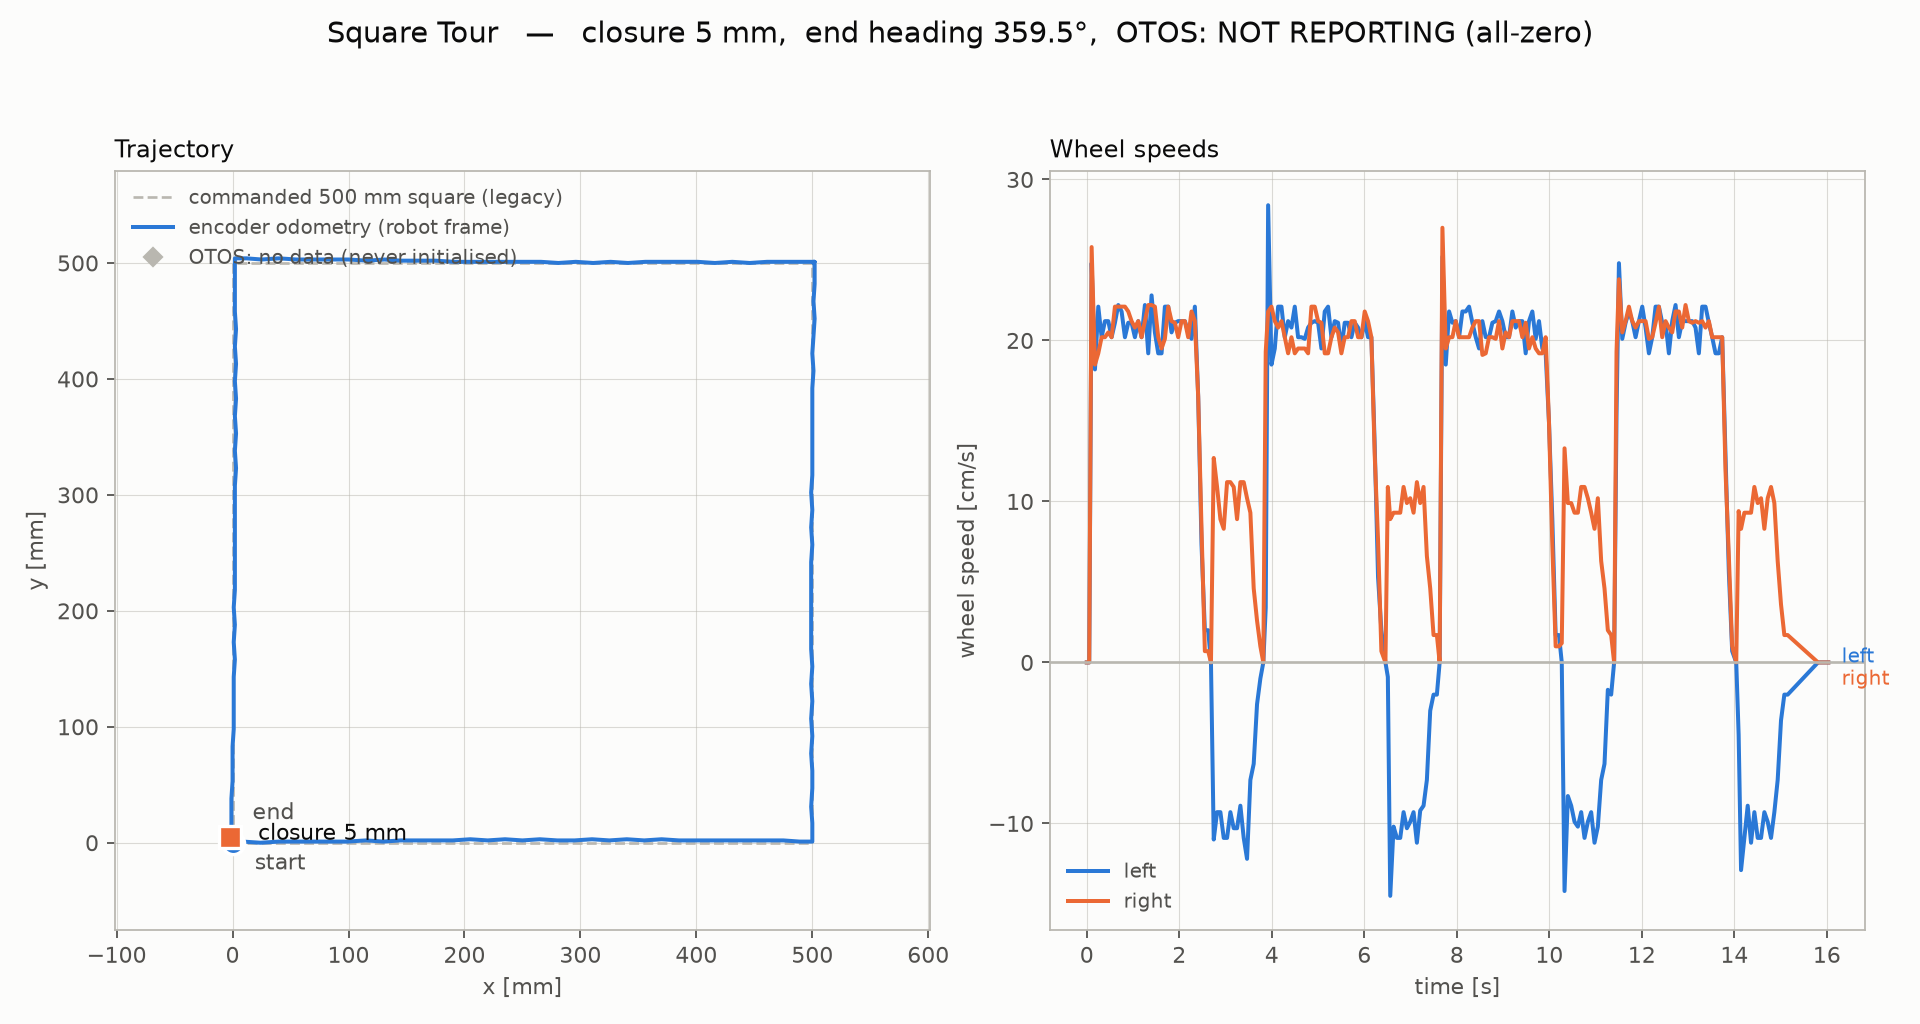 Square Tour — closure 5 mm, end heading 359.5°, OTOS: NOT REPORTING (all-zero)
Trajectory
commanded 500 mm square (legacy)
encoder odometry (robot frame)
OTOS: no data (never initialised)
500
400
300
200
100
0
y [mm]
end
closure 5 mm
start
−100
0
100
200
300
400
500
600
x [mm]
Wheel speeds
30
20
10
0
−10
wheel speed [cm/s]
left
right
left
right
0
2
4
6
8
10
12
14
16
time [s]